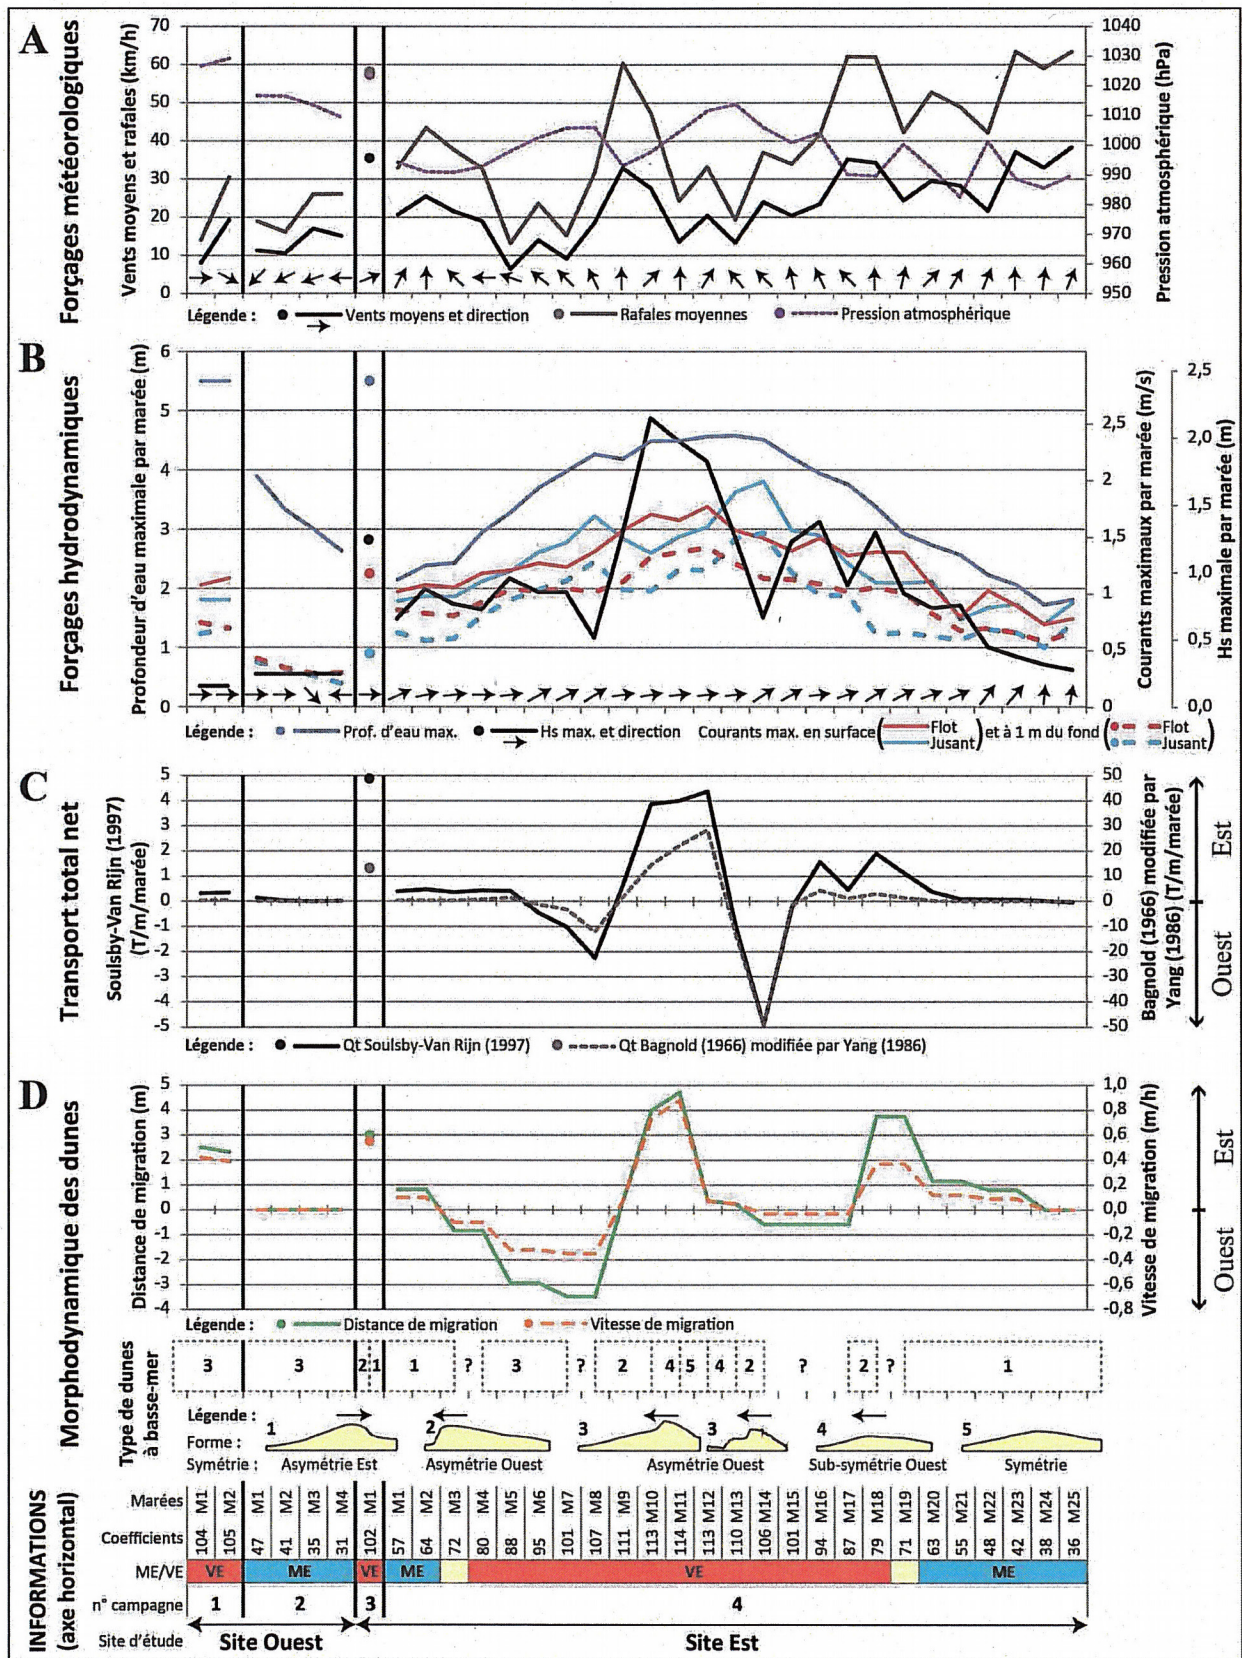 A
Forçages météorologiques
Vents moyens et rafales (km/h)
70
60
50
40
30
20
10
0
1040
1030
1020
1010
1000
990
980
970
960
950
Pression atmosphérique (hPa)
Légende : Vents moyens et direction Rafales moyennes Pression atmosphérique
B
Forçages hydrodynamiques
Profondeur d'eau maximale par marée (m)
6
5
4
3
2
1
0
2,5
2
1,5
1
0,5
0
Courants maximaux par marée (m/s)
2,5
2,0
1,5
1,0
0,5
0,0
Hs maximale par marée (m)
Légende : Prof. d'eau max. Hs max. et direction Courants max. en surface ( Flot Jusant ) et à 1 m du fond ( Flot Jusant )
C
Transport total net
Soulsby-Van Rijn (1997)
(T/m/marée)
5
4
3
2
1
0
-1
-2
-3
-4
-5
50
40
30
20
10
0
-10
-20
-30
-40
-50
Bagnold (1966) modifiée par
Yang (1986) (T/m/marée)
Est
Ouest
Légende : Qt Soulsby-Van Rijn (1997) Qt Bagnold (1966) modifiée par Yang (1986)
D
Morphodynamique des dunes
Distance de migration (m)
5
4
3
2
1
0
-1
-2
-3
-4
1,0
0,8
0,6
0,4
0,2
0,0
-0,2
-0,4
-0,6
-0,8
Vitesse de migration (m/h)
Est
Ouest
Légende : Distance de migration Vitesse de migration
Type de dunes
à basse-mer
3 3 2 1 1 ? 3 ? 2 4 5 4 2 ? 2 ? 1
Légende :
Forme : 1 2 3 3 4 5
Symétrie : Asymétrie Est Asymétrie Ouest Asymétrie Ouest Sub-symétrie Ouest Symétrie
INFORMATIONS
(axe horizontal)
Marées M1 M2 M1 M2 M3 M4 M1 M1 M2 M3 M4 M5 M6 M7 M8 M9 M10 M11 M12 M13 M14 M15 M16 M17 M18 M19 M20 M21 M22 M23 M24 M25
Coefficients 104 105 47 41 35 31 102 57 64 72 80 88 95 101 107 111 113 114 113 110 106 101 94 87 79 71 63 55 48 42 38 36
ME/VE VE ME VE ME VE ME
n° campagne 1 2 3 4
Site d'étude Site Ouest Site Est